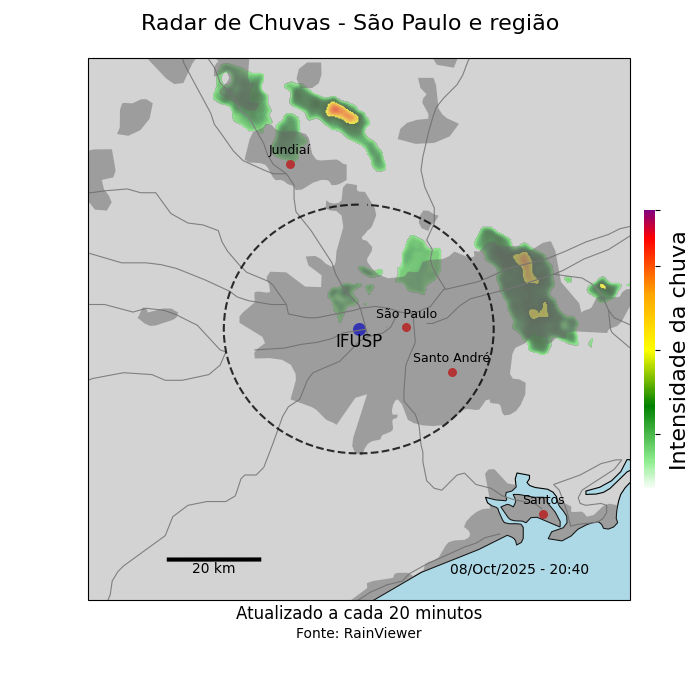 Radar de Chuvas - São Paulo e região
Jundiaí
São Paulo
IFUSP
Santo André
Santos
20 km
08/Oct/2025 - 20:40
Intensidade da chuva
Atualizado a cada 20 minutos
Fonte: RainViewer